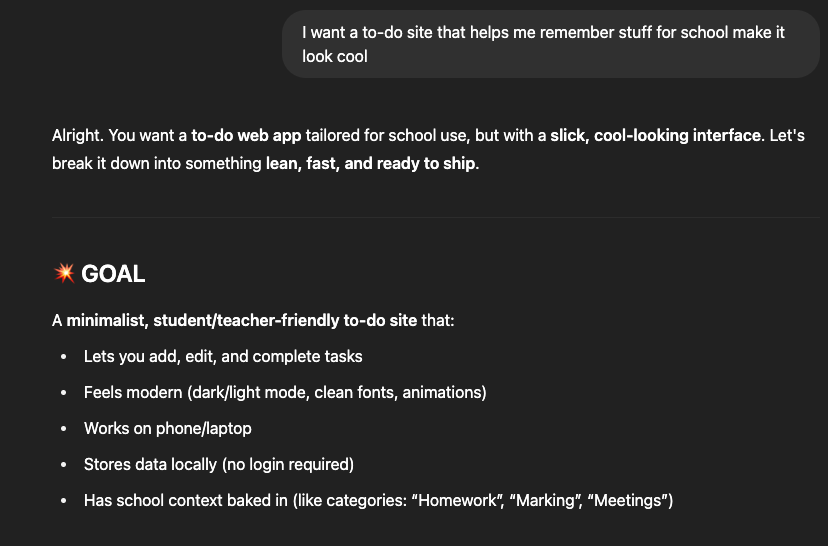 I want a to-do site that helps me remember stuff for school make it
look cool
Alright. You want a to-do web app tailored for school use, but with a slick, cool-looking interface. Let's
break it down into something lean, fast, and ready to ship.
💥 GOAL
A minimalist, student/teacher-friendly to-do site that:
• Lets you add, edit, and complete tasks
• Feels modern (dark/light mode, clean fonts, animations)
• Works on phone/laptop
• Stores data locally (no login required)
• Has school context baked in (like categories: “Homework”, “Marking”, “Meetings”)